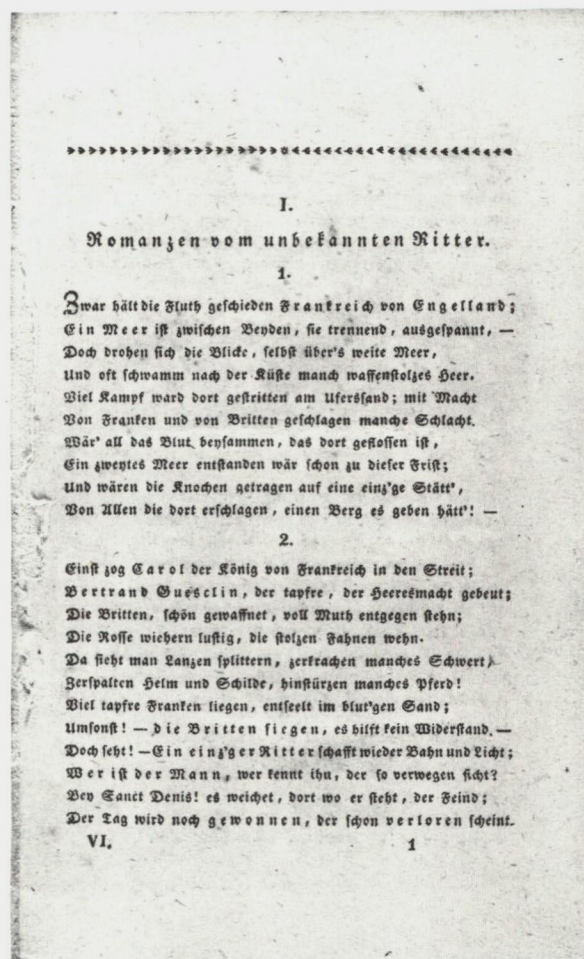 I.
Romanzen vom unbekannten Ritter.
1.
Zwar hält die Fluth geschieden Frankreich von Engelland;
Ein Meer ist zwischen Beyden, sie trennend, ausgespannt, —
Doch drohen sich die Blicke, selbst über's weite Meer,
Und oft schwamm nach der Küste manch waffenstolzes Heer.
Viel Kampf ward dort gestritten am Ufersand; mit Macht
Von Franken und von Britten geschlagen manche Schlacht.
Wär' all das Blut beysammen, das dort geflossen ist,
Ein zweytes Meer entstanden wär schon zu dieser Frist;
Und wären die Knochen getragen auf eine einz'ge Stätt',
Von Allen die dort erschlagen, einen Berg es geben hätt'! —
2.
Einst zog Carol der König von Frankreich in den Streit;
Bertrand Guesclin, der tapfre, der Heeresmacht gebeut;
Die Britten, schön gewaffnet, voll Muth entgegen stehn;
Die Rosse wiehern lustig, die stolzen Fahnen wehn.
Da sieht man Lanzen splittern, zerkrachen manches Schwert,
Zerspalten Helm und Schilde, hinstürzen manches Pferd!
Viel tapfre Franken liegen, entseelt im blut'gen Sand;
Umsonst! — die Britten siegen, es hilft kein Widerstand. —
Doch seht! — Ein einz'ger Ritter schafft wieder Bahn und Licht;
Wer ist der Mann, wer kennt ihn, der so verwegen ficht?
Bey Sanct Denis! es weichet, dort wo er steht, der Feind;
Der Tag wird noch gewonnen, der schon verloren scheint.
VI. 1